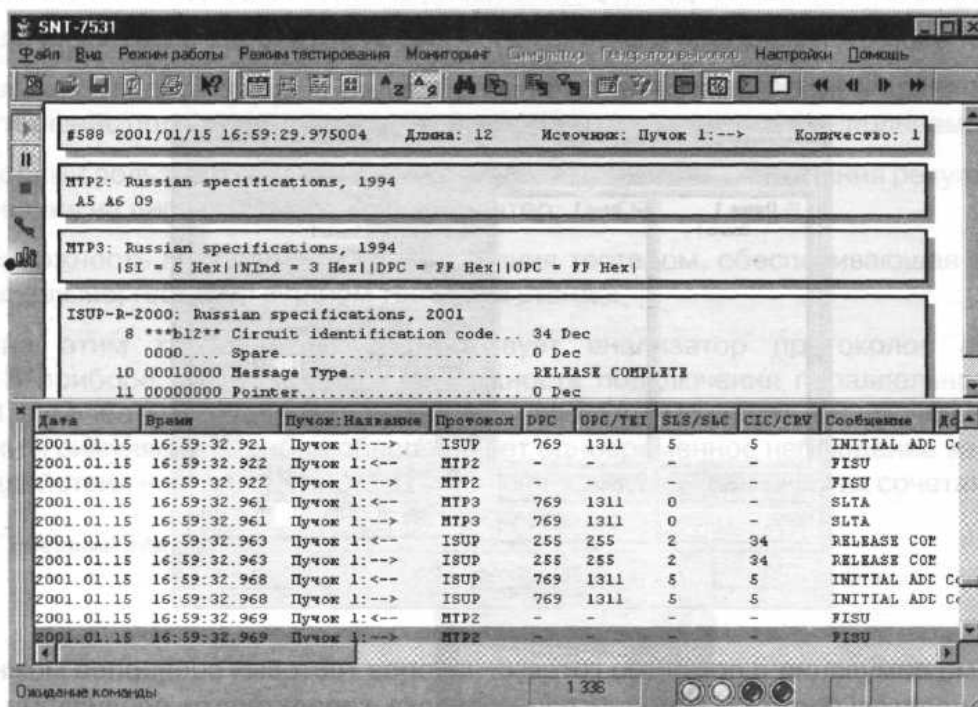 SNT-7531
Файл Вид Режим работы Режим тестирования Мониторинг Симулятор Генератор вызовов Настройки Помощь
#588 2001/01/15 16:59:29.975004 Длина: 12 Источник: Пучок 1:--> Количество: 1
MTP2: Russian specifications, 1994
A5 A6 09
MTP3: Russian specifications, 1994
|SI = 5 Hex||NInd = 3 Hex||DPC = FF Hex||OPC = FF Hex|
ISUP-R-2000: Russian specifications, 2001
8 ***b12** Circuit identification code... 34 Dec
0000.... Spare........................ 0 Dec
10 00010000 Message Type................. RELEASE COMPLETE
11 00000000 Pointer...................... 0 Dec
Дата Время Пучок:Название Протокол DPC OPC/TEI SLS/SLC CIC/CRV Сообщение
2001.01.15 16:59:32.921 Пучок 1:--> ISUP 769 1311 5 5 INITIAL ADD
2001.01.15 16:59:32.922 Пучок 1:<-- MTP2 - - - - FISU
2001.01.15 16:59:32.922 Пучок 1:--> MTP2 - - - - FISU
2001.01.15 16:59:32.961 Пучок 1:<-- MTP3 769 1311 0 - SLTA
2001.01.15 16:59:32.961 Пучок 1:--> MTP3 769 1311 0 - SLTA
2001.01.15 16:59:32.963 Пучок 1:<-- ISUP 255 255 2 34 RELEASE COM
2001.01.15 16:59:32.963 Пучок 1:--> ISUP 255 255 2 34 RELEASE COM
2001.01.15 16:59:32.968 Пучок 1:<-- ISUP 769 1311 5 5 INITIAL ADD
2001.01.15 16:59:32.968 Пучок 1:--> ISUP 769 1311 5 5 INITIAL ADD
2001.01.15 16:59:32.969 Пучок 1:<-- MTP2 - - - - FISU
2001.01.15 16:59:32.969 Пучок 1:--> MTP2 - - - - FISU
Ожидание команды 1 336